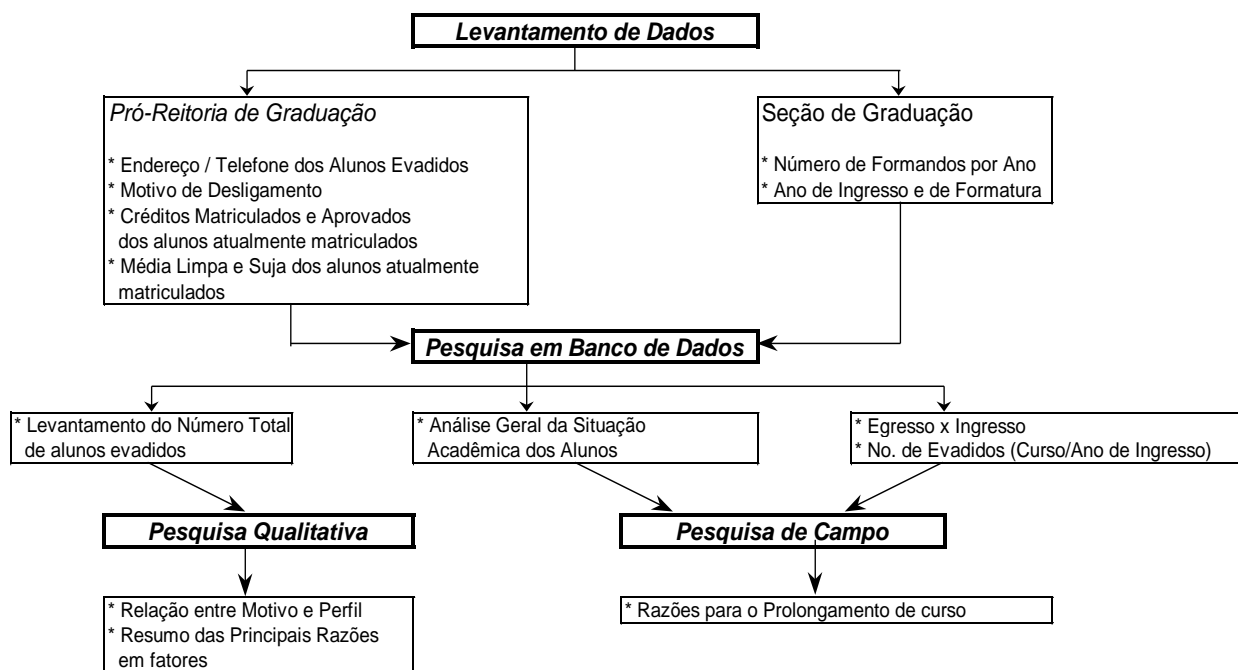 Levantamento de Dados
Pró-Reitoria de Graduação
* Endereço / Telefone dos Alunos Evadidos
* Motivo de Desligamento
* Créditos Matriculados e Aprovados
dos alunos atualmente matriculados
* Média Limpa e Suja dos alunos atualmente
matriculados
Seção de Graduação
* Número de Formandos por Ano
* Ano de Ingresso e de Formatura
Pesquisa em Banco de Dados
* Levantamento do Número Total
de alunos evadidos
* Análise Geral da Situação
Acadêmica dos Alunos
* Egresso x Ingresso
* No. de Evadidos (Curso/Ano de Ingresso)
Pesquisa Qualitativa
Pesquisa de Campo
* Relação entre Motivo e Perfil
* Resumo das Principais Razões
em fatores
* Razões para o Prolongamento de curso